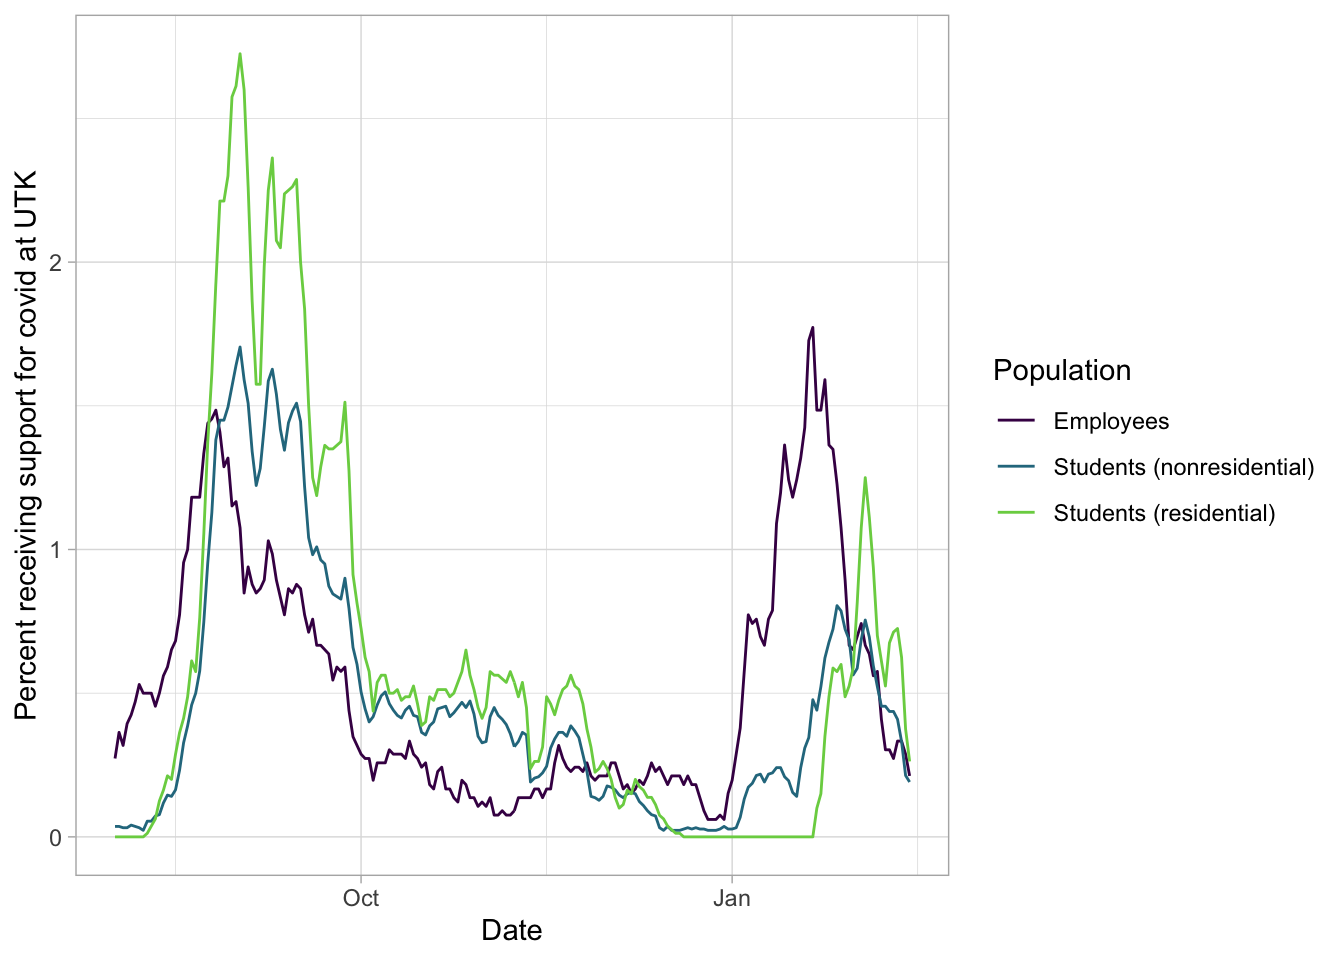 Percent receiving support for covid at UTK
2
1
0
Oct
Jan
Date
Population
Employees
Students (nonresidential)
Students (residential)